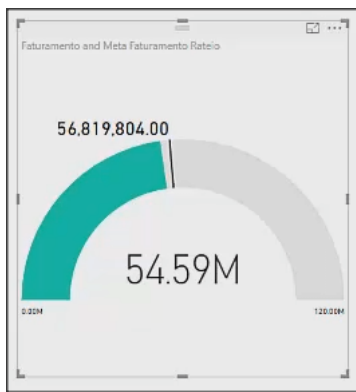 Faturamento and Meta Faturamento Rateio
56,819,804.00
54.59M
0.00M
120.00M